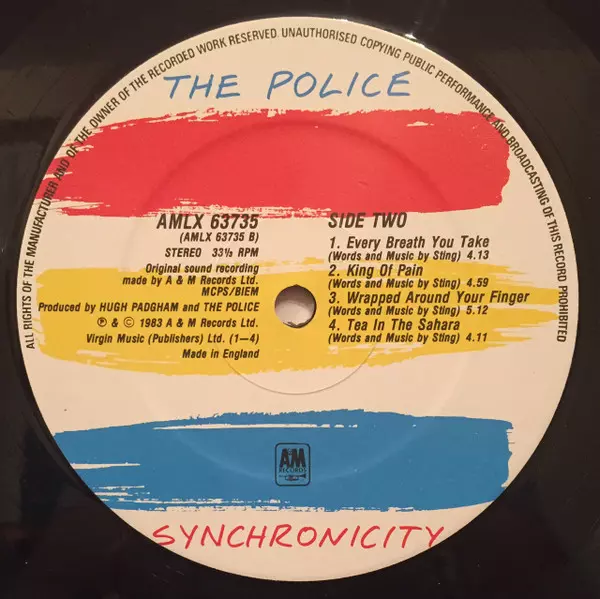 ALL RIGHTS OF THE MANUFACTURER AND OF THE OWNER OF THE RECORDED WORK RESERVED. UNAUTHORISED COPYING PUBLIC PERFORMANCE AND BROADCASTING OF THIS RECORD PROHIBITED
THE POLICE
AMLX 63735
(AMLX 63735 B)
STEREO 33⅓ RPM
Original sound recording
made by A & M Records Ltd.
MCPS/BIEM
Produced by HUGH PADGHAM and THE POLICE
Ⓟ & © 1983 A & M Records Ltd.
Virgin Music (Publishers) Ltd. (1—4)
Made in England
SIDE TWO
1. Every Breath You Take
(Words and Music by Sting) 4.13
2. King Of Pain
(Words and Music by Sting) 4.59
3. Wrapped Around Your Finger
(Words and Music by Sting) 5.12
4. Tea In The Sahara
(Words and Music by Sting) 4.11
A&M
RECORDS
SYNCHRONICITY